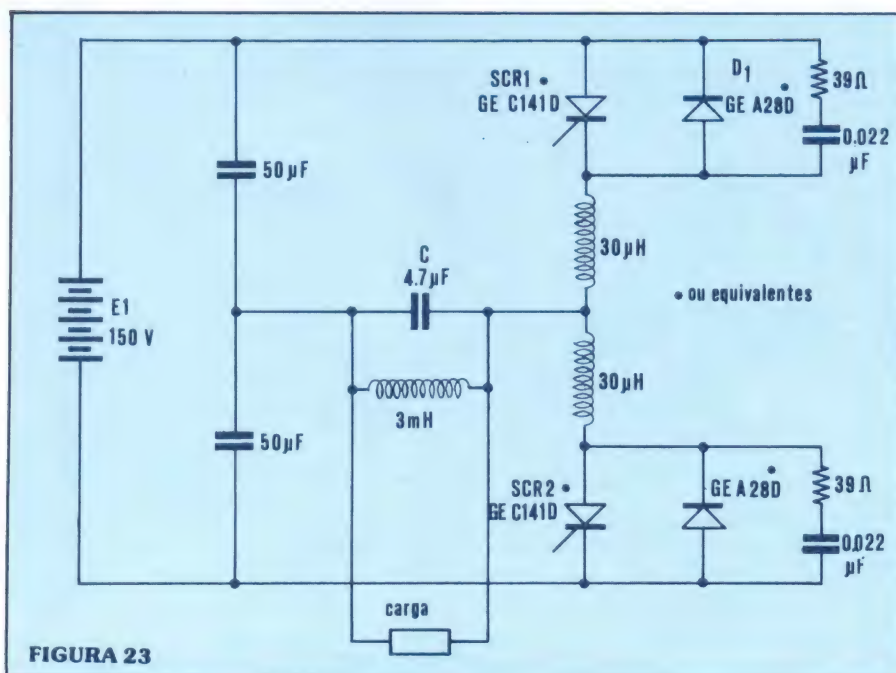 SCR1 •
GE C141D
D1 •
GE A28D
39Ω
0.022
µF
50µF
30µH
C
4.7µF
• ou equivalentes
E1
150 V
3mH
30µH
50µF
SCR2 •
GE C141D
•
GE A28D
39Ω
0.022
µF
carga
FIGURA 23